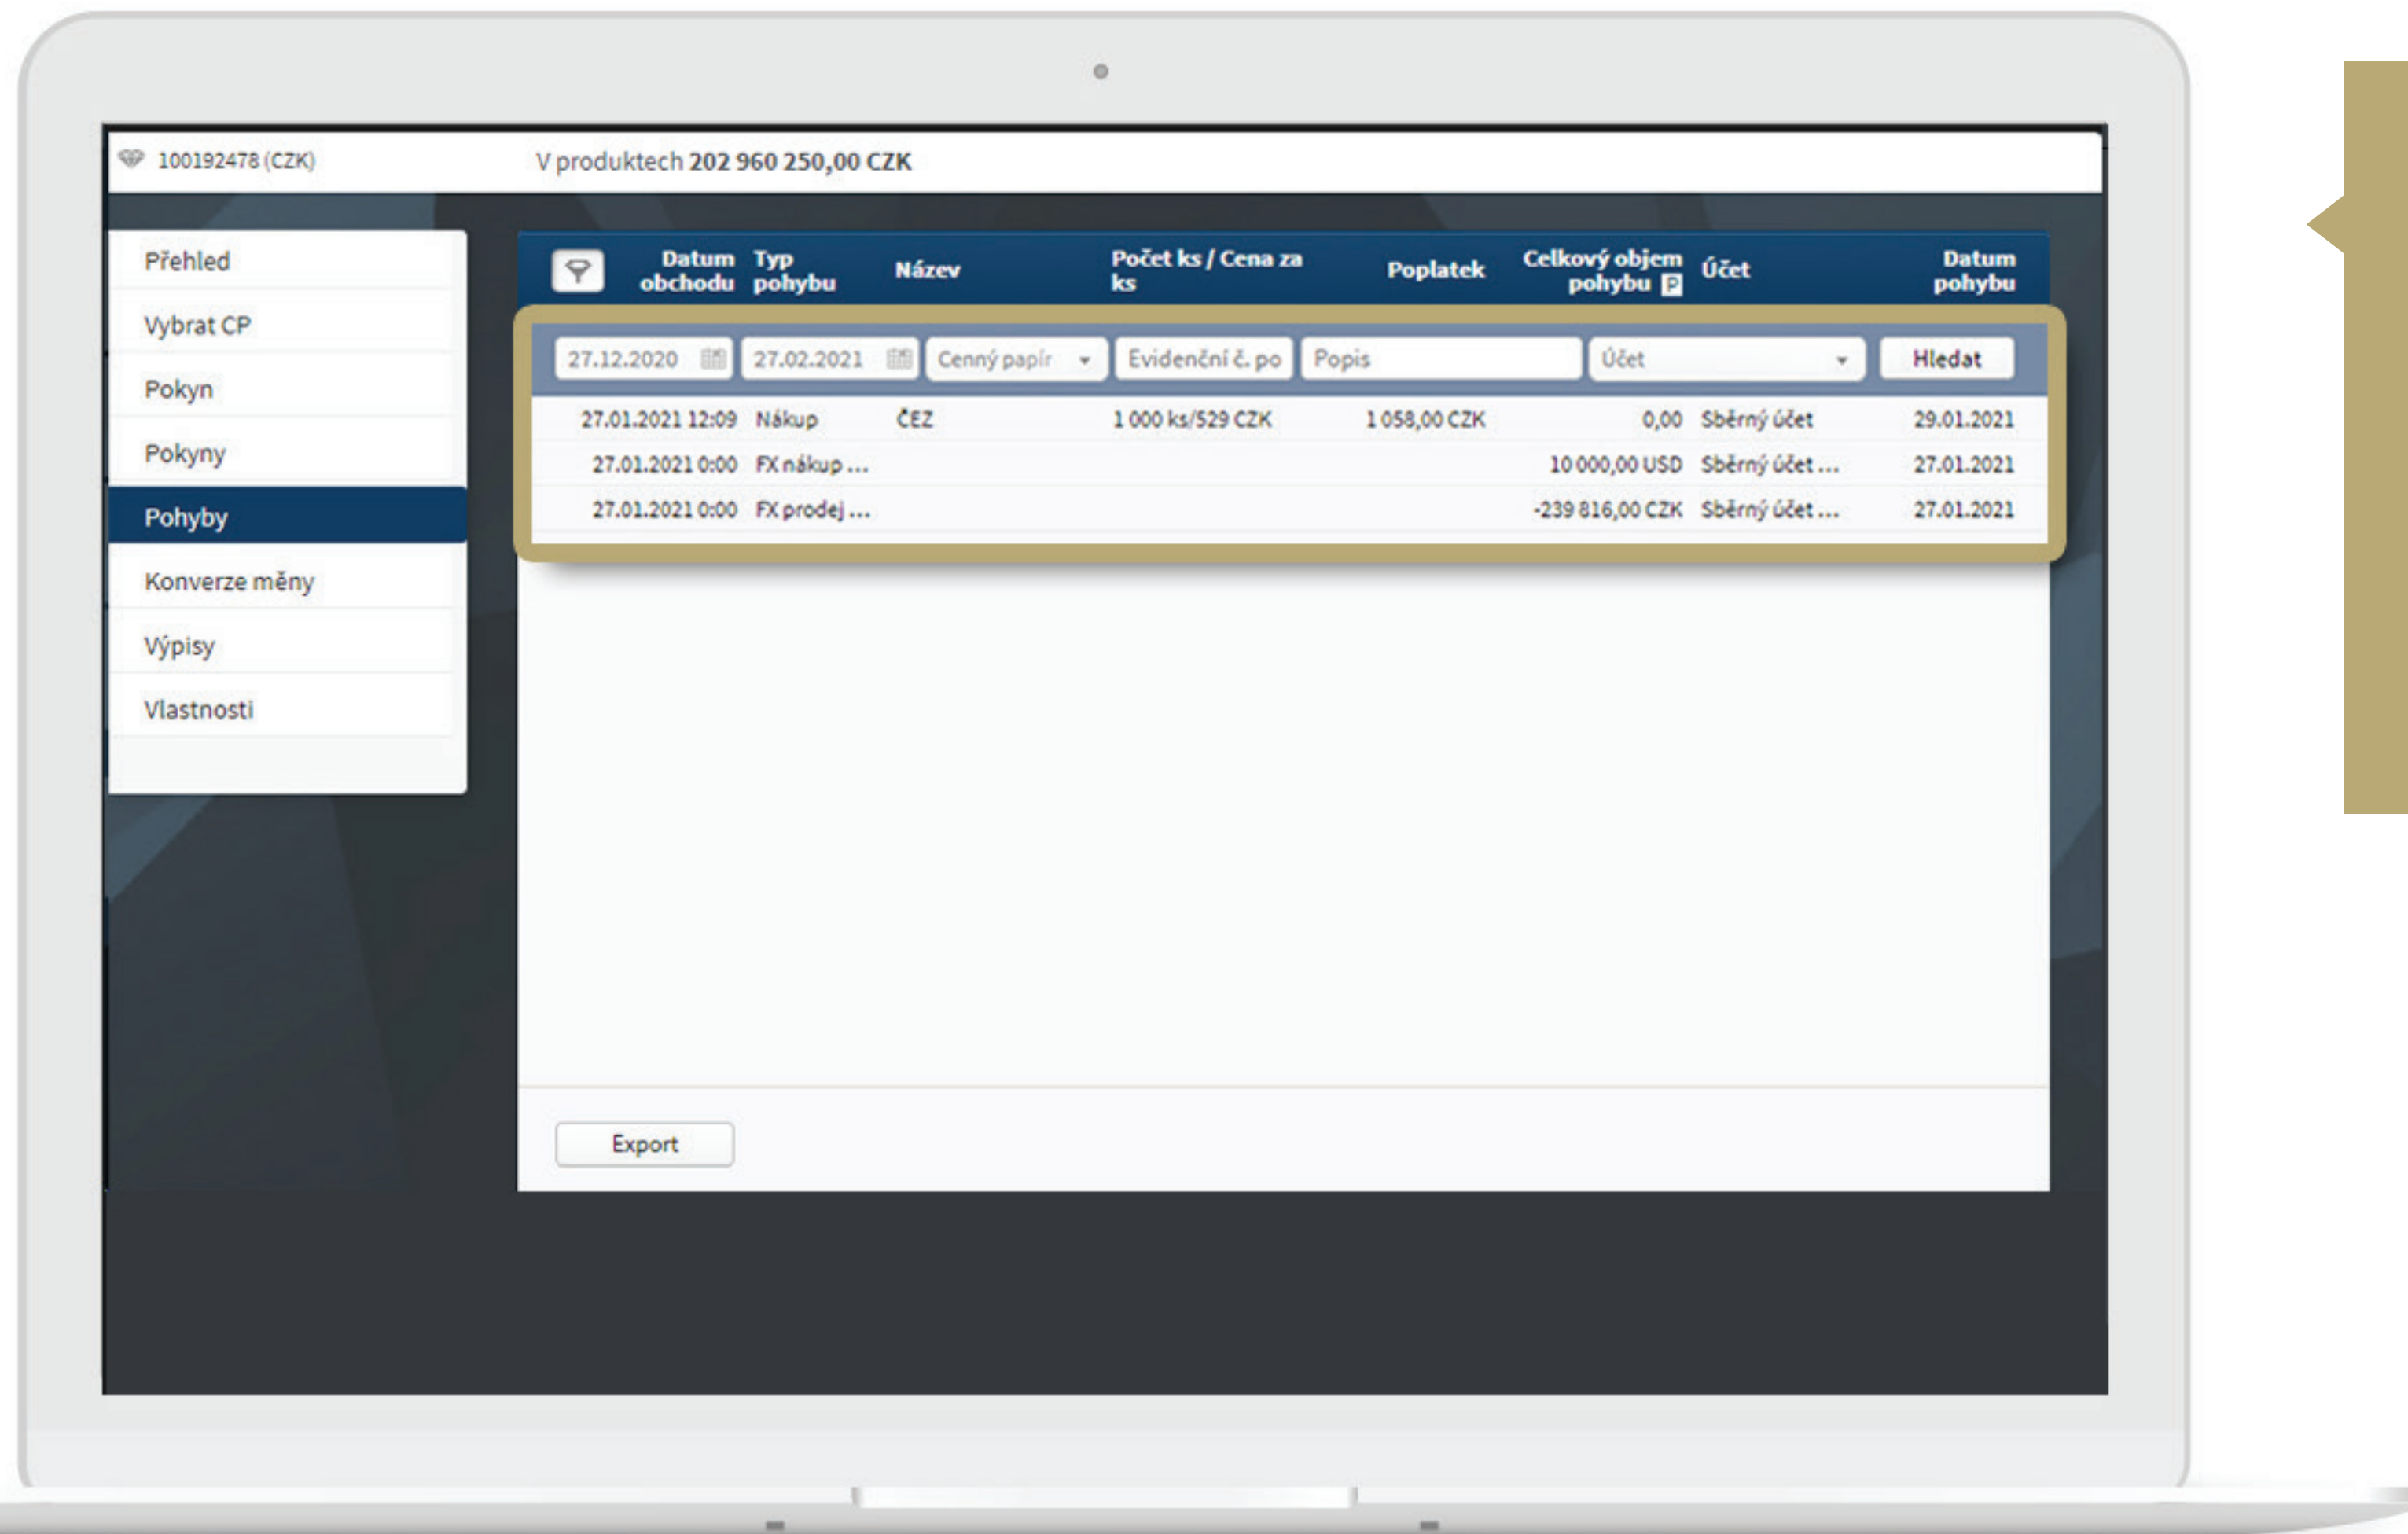 100192478 (CZK)
V produktech 202 960 250,00 CZK
Přehled
Vybrat CP
Pokyn
Pokyny
Pohyby
Konverze měny
Výpisy
Vlastnosti
Datum obchodu
Typ pohybu
Název
Počet ks / Cena za ks
Poplatek
Celkový objem pohybu P
Účet
Datum pohybu
27.12.2020 27.02.2021 Cenný papír Evidenční č. po Popis Účet Hledat
27.01.2021 12:09 Nákup ČEZ 1 000 ks/529 CZK 1 058,00 CZK 0,00 Sběrný účet 29.01.2021
27.01.2021 0:00 FX nákup ... 10 000,00 USD Sběrný účet ... 27.01.2021
27.01.2021 0:00 FX prodej ... -239 816,00 CZK Sběrný účet ... 27.01.2021
Export